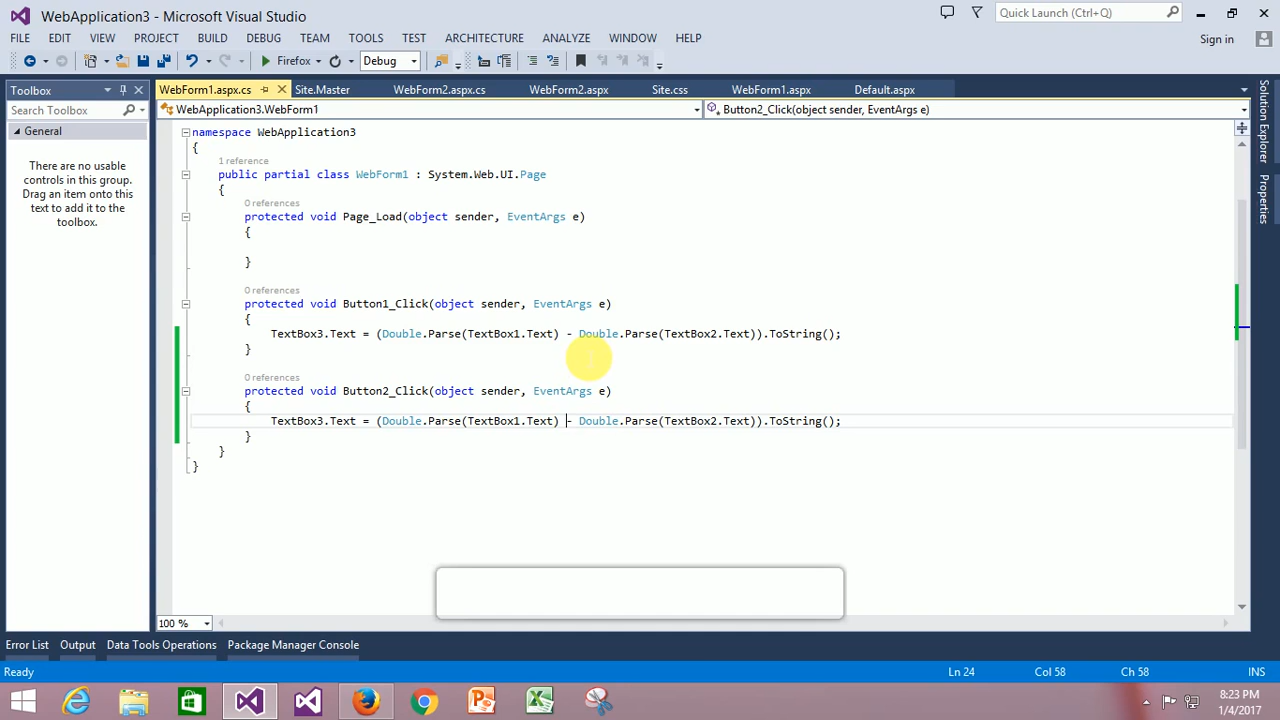 WebApplication3 - Microsoft Visual Studio
Quick Launch (Ctrl+Q)
FILE EDIT VIEW PROJECT BUILD DEBUG TEAM TOOLS TEST ARCHITECTURE ANALYZE WINDOW HELP
Sign in
Firefox
Debug
Toolbox
WebForm1.aspx.cs
Site.Master
WebForm2.aspx.cs
WebForm2.aspx
Site.css
WebForm1.aspx
Default.aspx
Search Toolbox
WebApplication3.WebForm1
Button2_Click(object sender, EventArgs e)
General
There are no usable
controls in this group.
Drag an item onto this
text to add it to the
toolbox.
namespace WebApplication3
{
1 reference
public partial class WebForm1 : System.Web.UI.Page
{
0 references
protected void Page_Load(object sender, EventArgs e)
{
}
0 references
protected void Button1_Click(object sender, EventArgs e)
{
TextBox3.Text = (Double.Parse(TextBox1.Text) - Double.Parse(TextBox2.Text)).ToString();
}
0 references
protected void Button2_Click(object sender, EventArgs e)
{
TextBox3.Text = (Double.Parse(TextBox1.Text) - Double.Parse(TextBox2.Text)).ToString();
}
}
}
Solution Explorer
Properties
100 %
Error List Output Data Tools Operations Package Manager Console
Ready
Ln 24
Col 58
Ch 58
INS
8:23 PM
1/4/2017